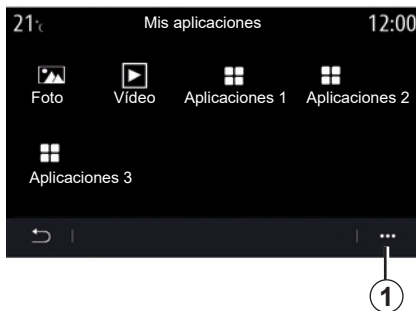 21°c Mis aplicaciones 12:00
Foto Vídeo Aplicaciones 1 Aplicaciones 2
Aplicaciones 3
1